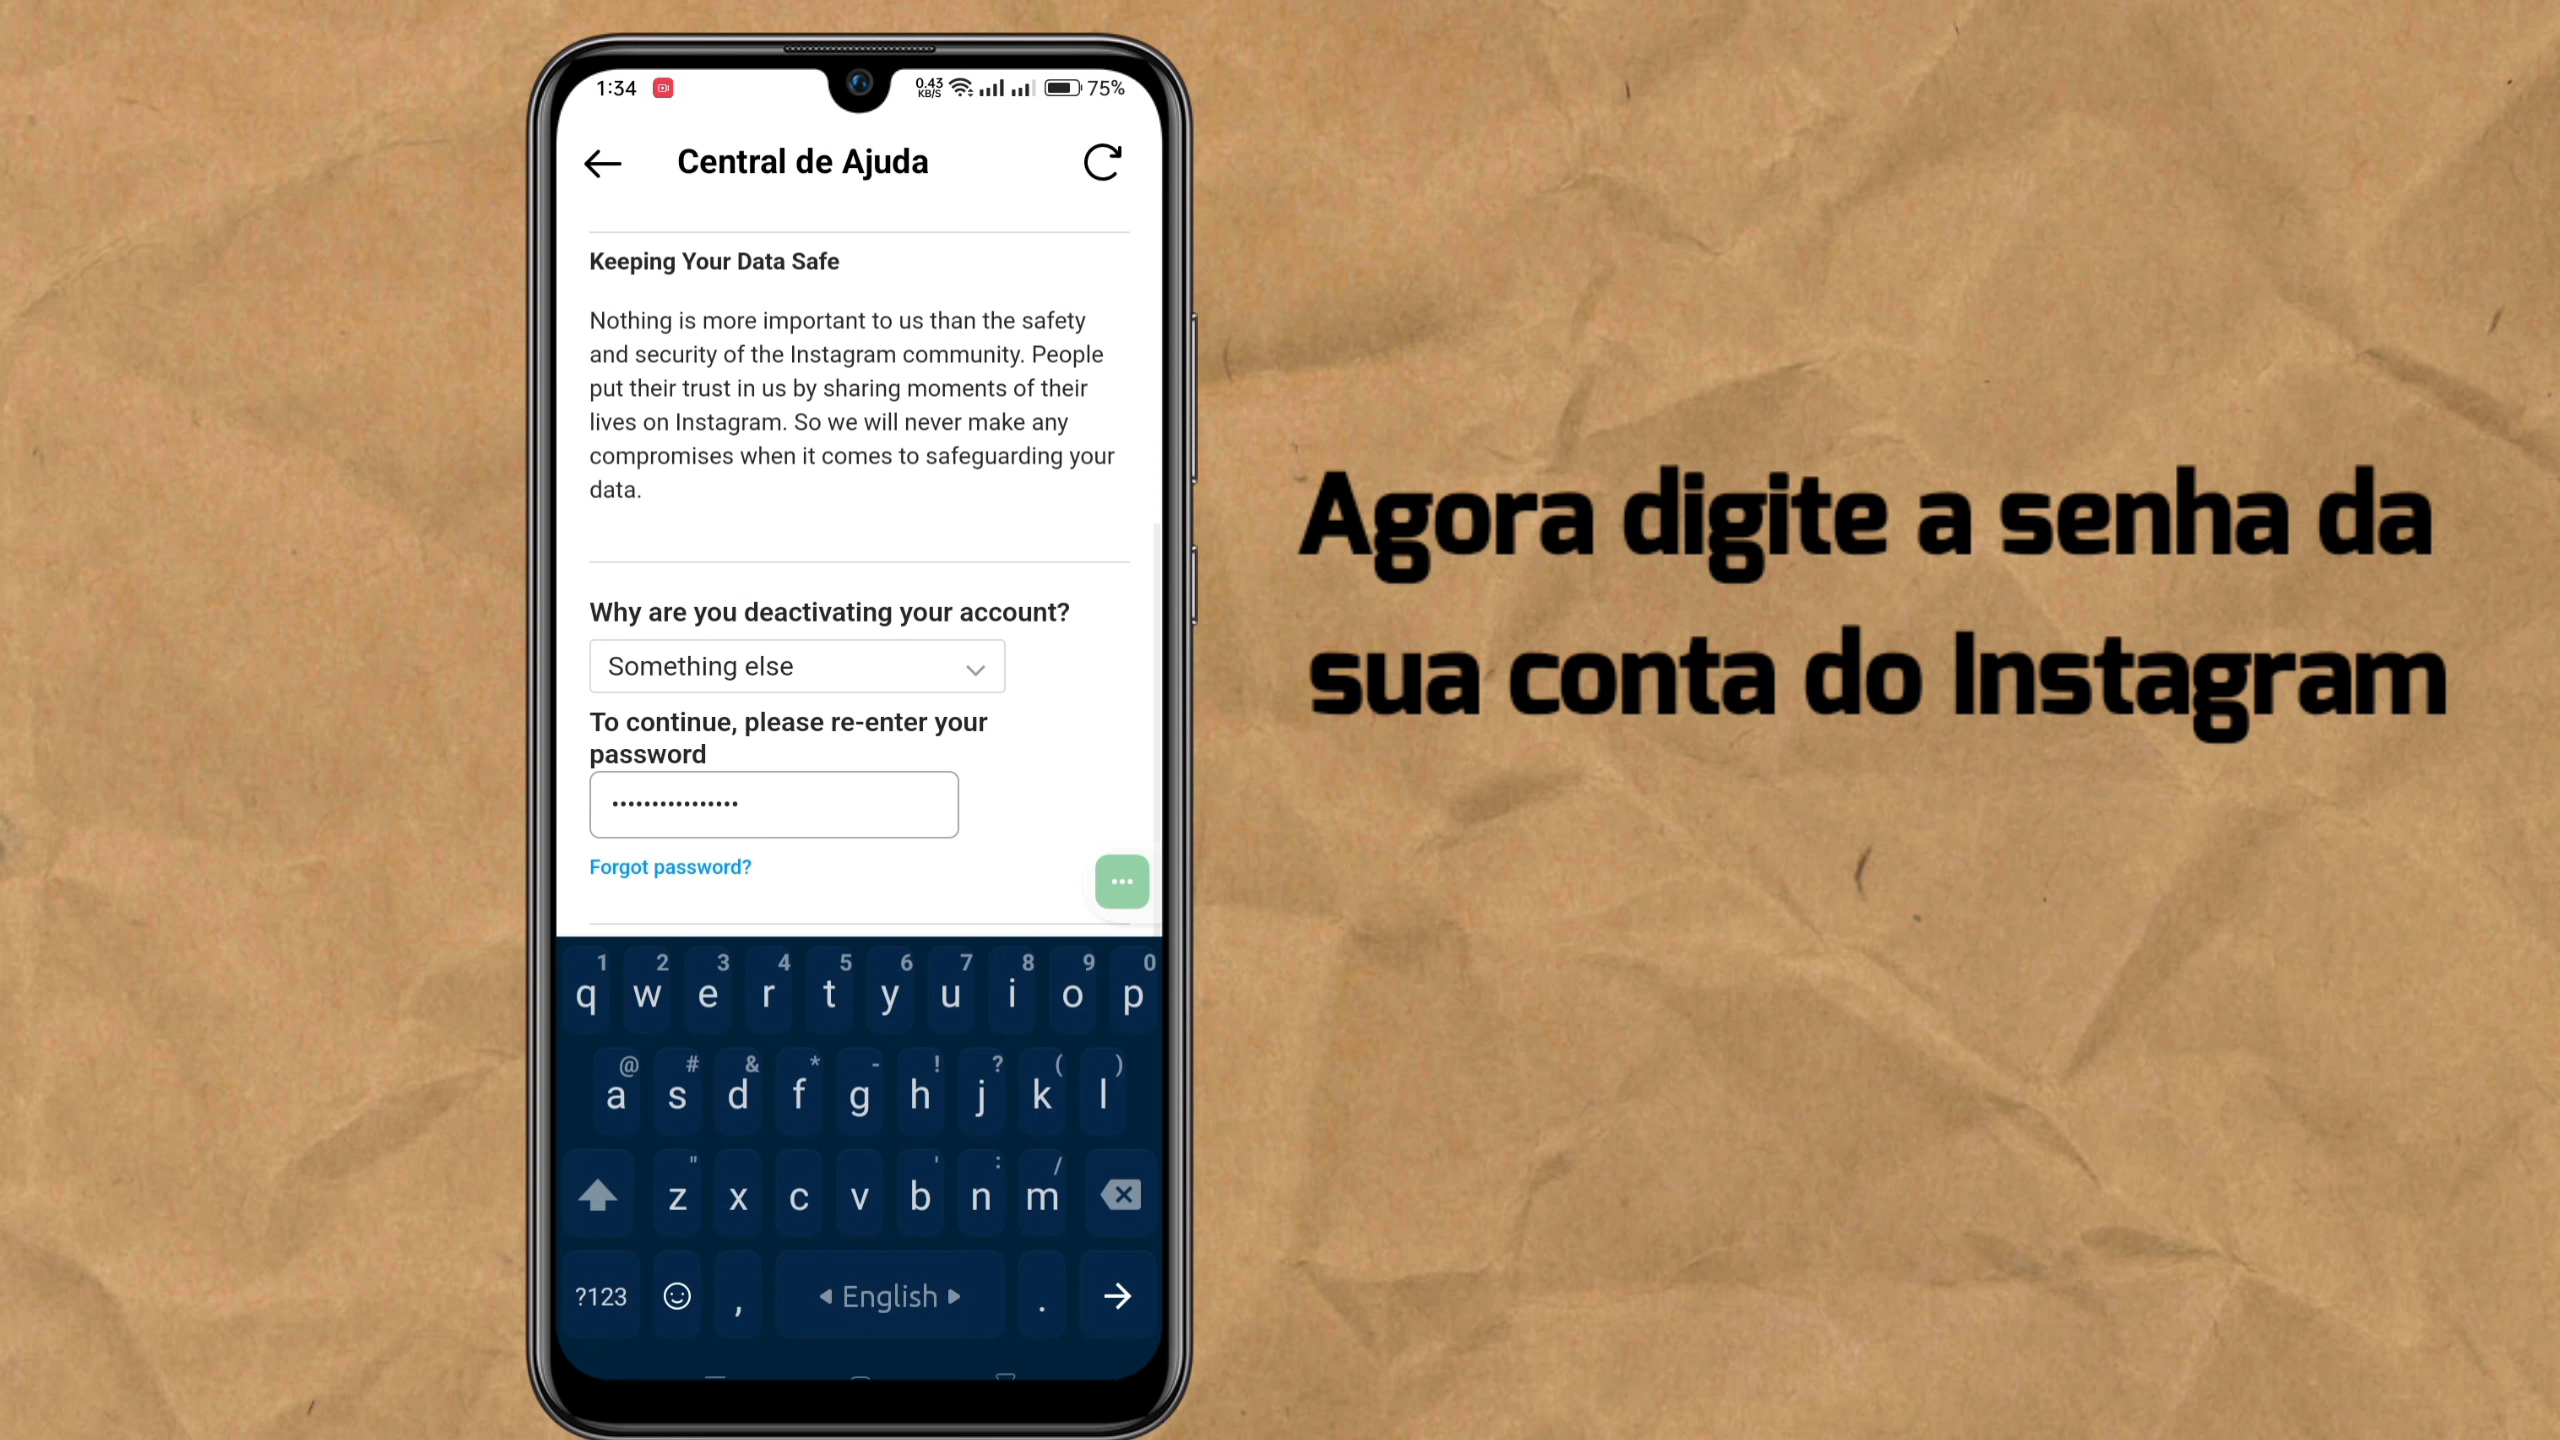 1:34
0.43
KB/S
75%
Central de Ajuda
Keeping Your Data Safe
Nothing is more important to us than the safety
and security of the Instagram community. People
put their trust in us by sharing moments of their
lives on Instagram. So we will never make any
compromises when it comes to safeguarding your
data.
Why are you deactivating your account?
Something else
To continue, please re-enter your
password
••••••••••••••••
Forgot password?
1 2 3 4 5 6 7 8 9 0
q w e r t y u i o p
@ # & * - ! ? ( )
a s d f g h j k l
" ' : /
z x c v b n m
?123 , English .
Agora digite a senha da
sua conta do Instagram